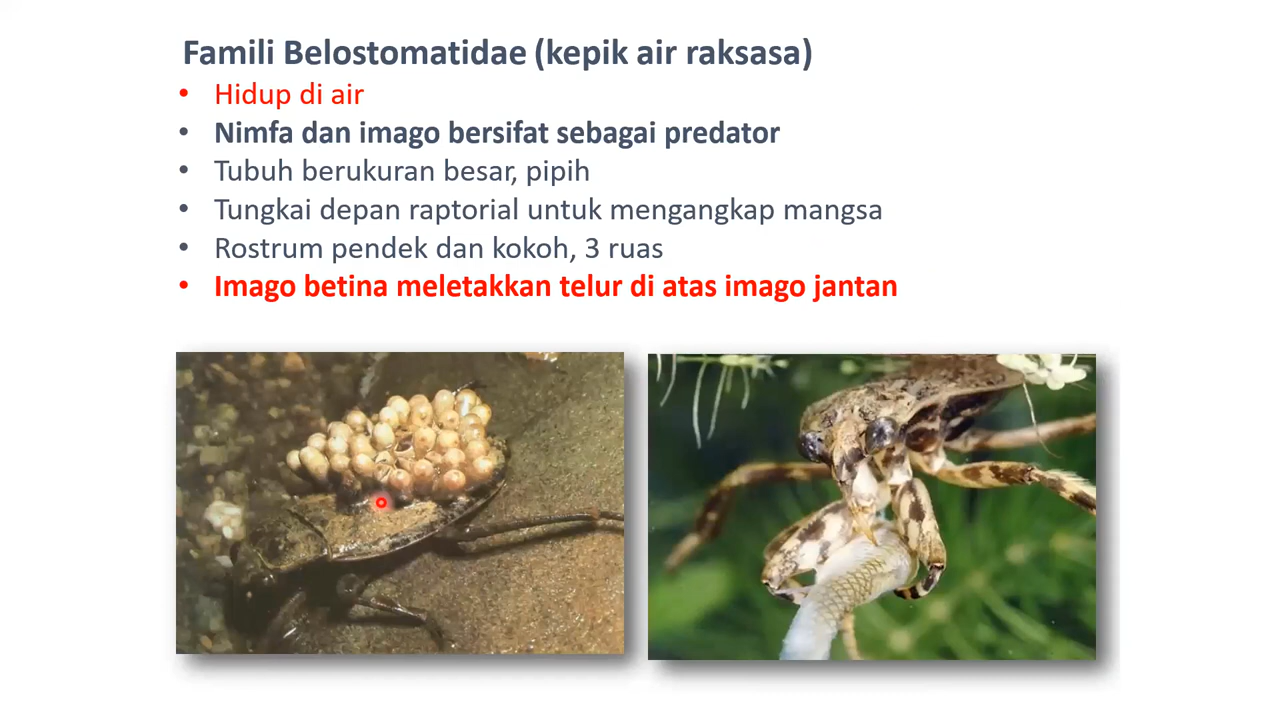 Famili Belostomatidae (kepik air raksasa)
• Hidup di air
• Nimfa dan imago bersifat sebagai predator
• Tubuh berukuran besar, pipih
• Tungkai depan raptorial untuk mengangkap mangsa
• Rostrum pendek dan kokoh, 3 ruas
• Imago betina meletakkan telur di atas imago jantan